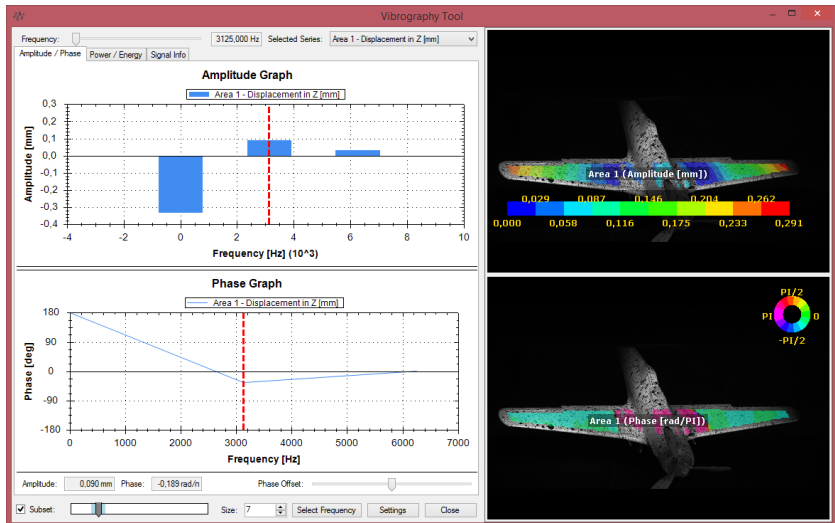 Vibrography Tool
Frequency: 3125,000 Hz Selected Series: Area 1 - Displacement in Z [mm]
Amplitude / Phase Power / Energy Signal Info
Amplitude Graph
Area 1 - Displacement in Z [mm]
0,3
0,2
0,1
0,0
-0,1
-0,2
-0,3
-0,4
Amplitude [mm]
-4 -2 0 2 4 6 8 10
Frequency [Hz] (10^3)
Phase Graph
Area 1 - Displacement in Z [mm]
180
90
0
-90
-180
Phase [deg]
0 1000 2000 3000 4000 5000 6000 7000
Frequency [Hz]
Amplitude: 0,090 mm Phase: -0,189 rad/n Phase Offset:
Subset: Size: 7 Select Frequency Settings Close
Area 1 (Amplitude [mm])
0,029 0,087 0,146 0,204 0,262
0,000 0,058 0,116 0,175 0,233 0,291
PI/2
PI 0
-PI/2
Area 1 (Phase [rad/PI])